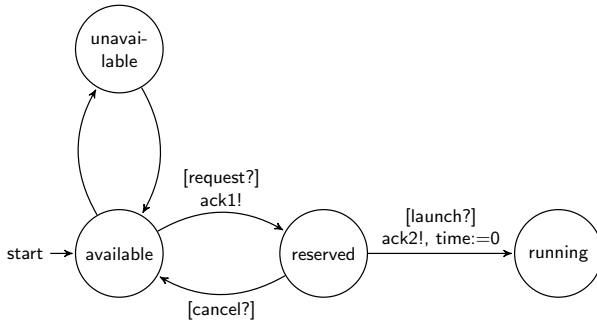 unavai-
lable
[request?]
ack1!
[launch?]
ack2!, time:=0
start
available
reserved
running
[cancel?]